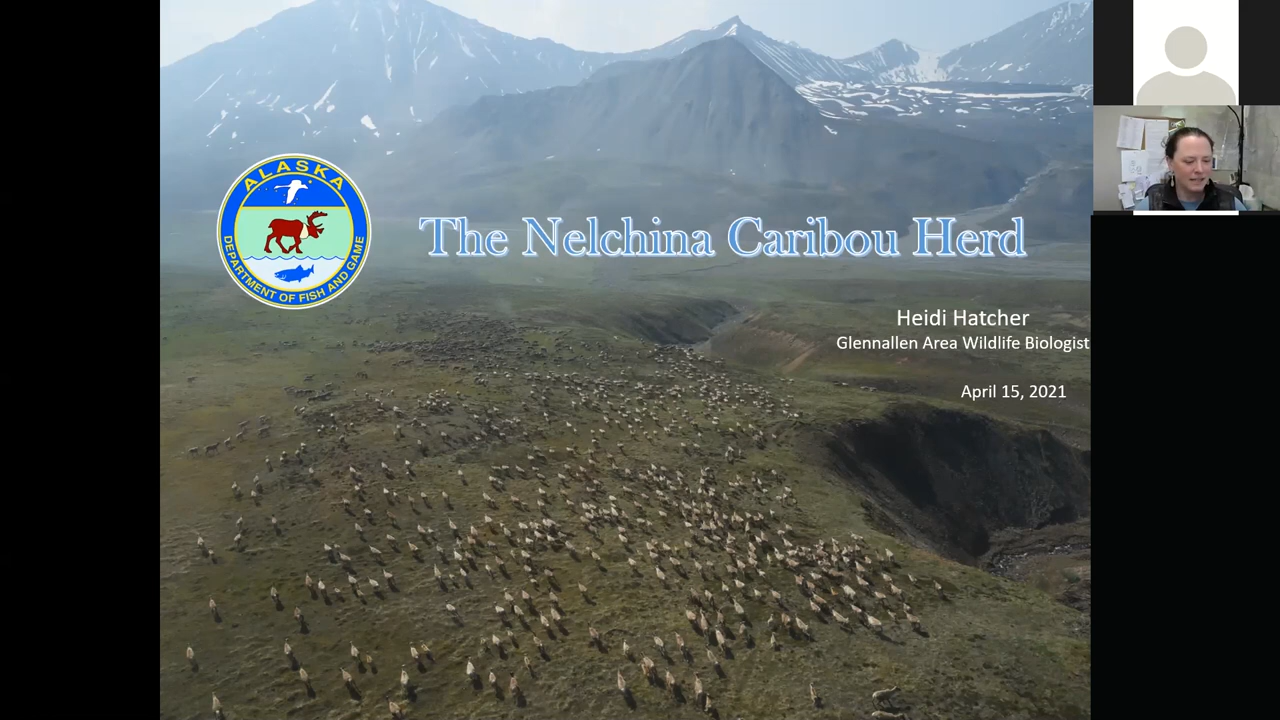 ALASKA
DEPARTMENT OF FISH AND GAME
The Nelchina Caribou Herd
Heidi Hatcher
Glennallen Area Wildlife Biologist
April 15, 2021